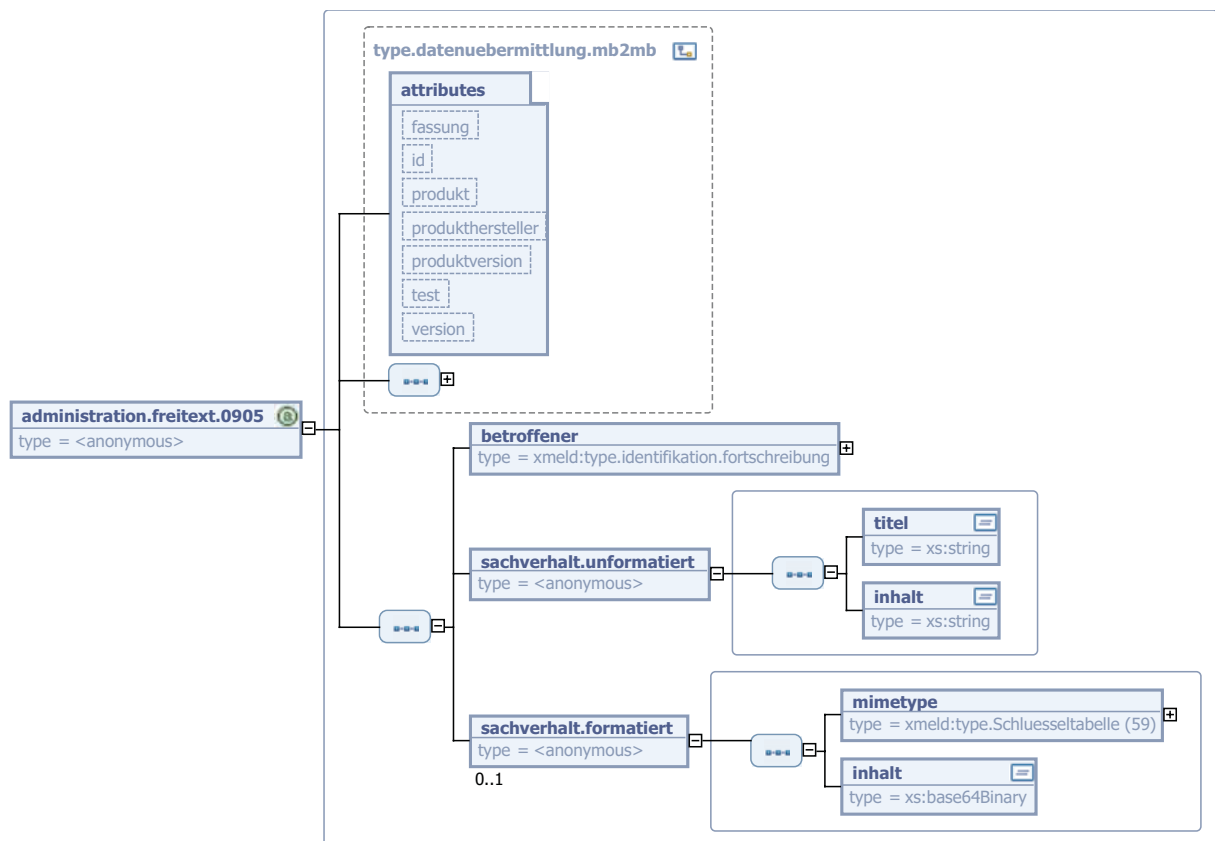 type.datenuebermittlung.mb2mb
attributes
fassung
id
produkt
produkthersteller
produktversion
test
version
administration.freitext.0905
type = <anonymous>
betroffener
type = xmeld:type.identifikation.fortschreibung
sachverhalt.unformatiert
type = <anonymous>
titel
type = xs:string
inhalt
type = xs:string
sachverhalt.formatiert
type = <anonymous>
0..1
mimetype
type = xmeld:type.Schluesseltabelle (59)
inhalt
type = xs:base64Binary